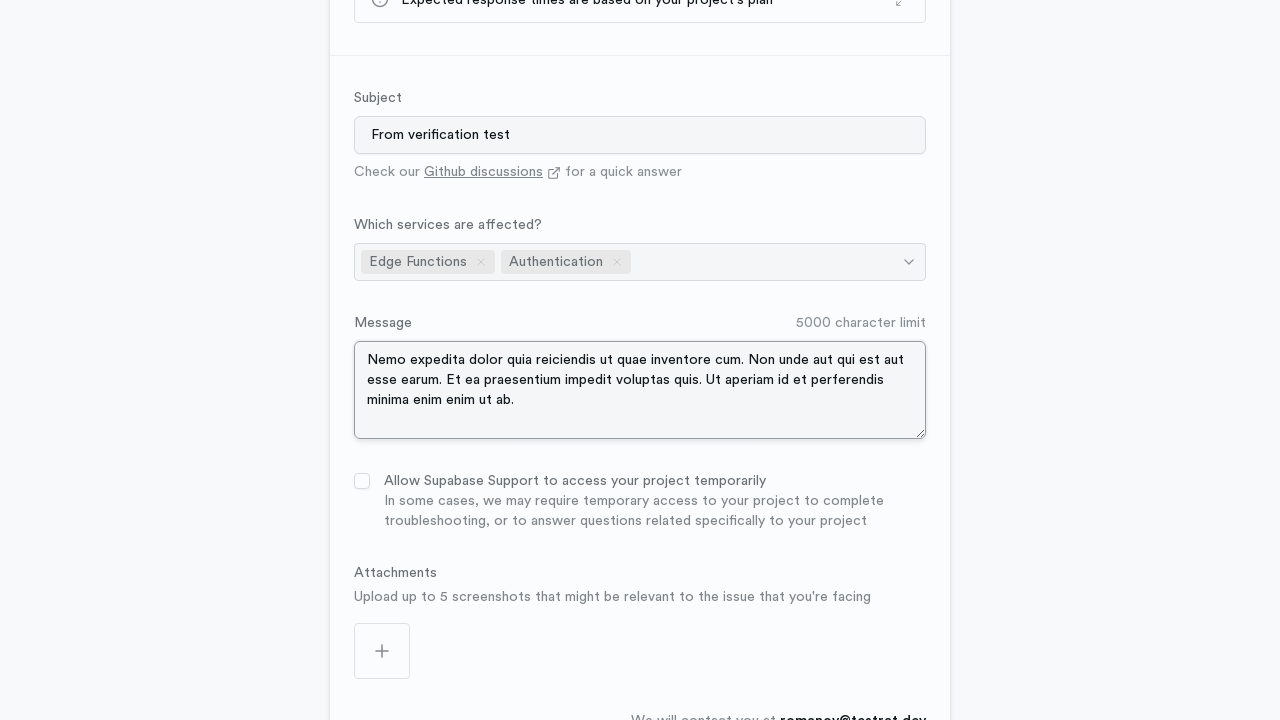 Expected response times are based on your project's plan
Subject
From verification test
Check our Github discussions for a quick answer
Which services are affected?
Edge Functions Authentication
Message 5000 character limit
Nemo expedita dolor quia reiciendis ut quae inventore cum. Non unde aut qui est aut
esse earum. Et ea praesentium impedit voluptas quis. Ut aperiam id et perferendis
minima enim enim ut ab.
Allow Supabase Support to access your project temporarily
In some cases, we may require temporary access to your project to complete
troubleshooting, or to answer questions related specifically to your project
Attachments
Upload up to 5 screenshots that might be relevant to the issue that you're facing
We will contact you at romanov@testrot.dev